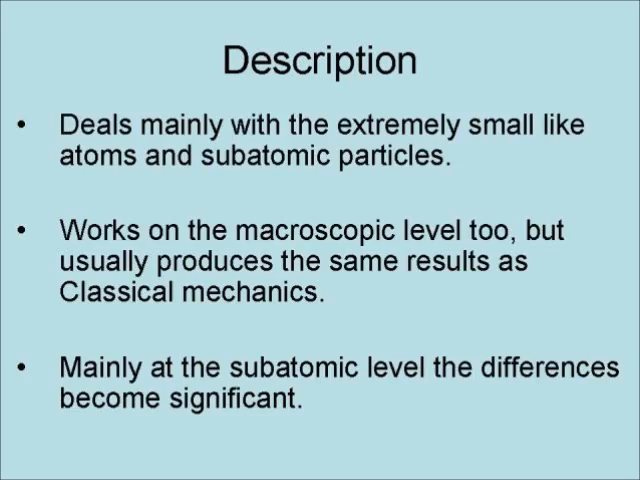 Description
• Deals mainly with the extremely small like
atoms and subatomic particles.
• Works on the macroscopic level too, but
usually produces the same results as
Classical mechanics.
• Mainly at the subatomic level the differences
become significant.